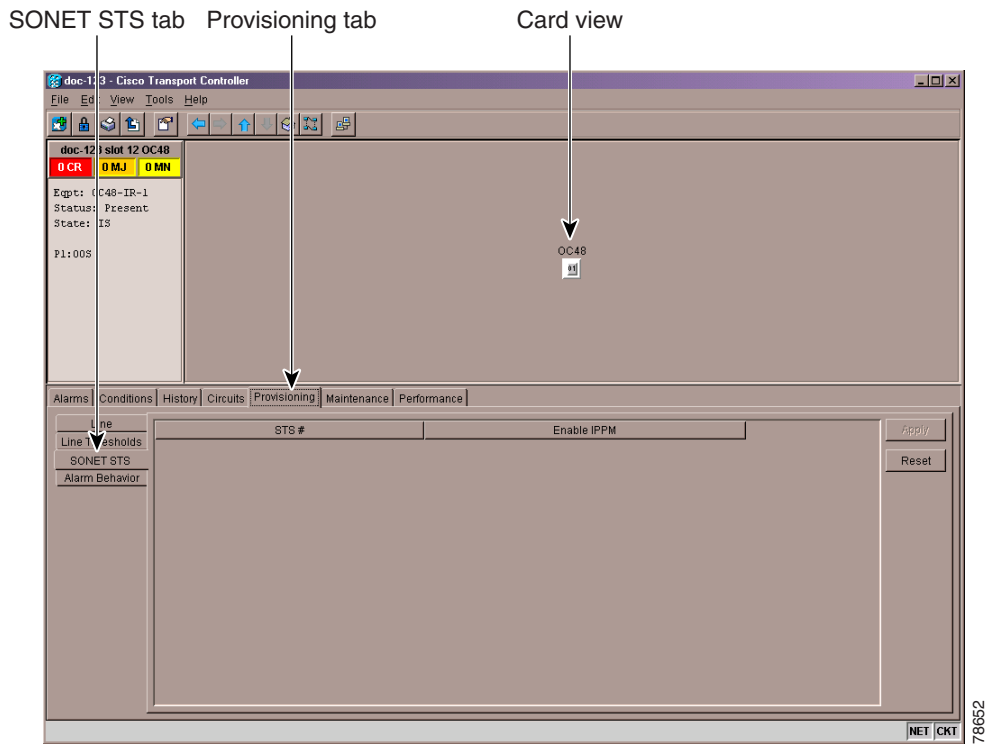 SONET STS tab Provisioning tab Card view
doc-123 - Cisco Transport Controller
File Edit View Tools Help
doc-123 slot 12 OC48
0 CR 0 MJ 0 MN
Eqpt: OC48-IR-1
Status: Present
State: IS
P1:OOS
OC48
01
Alarms Conditions History Circuits Provisioning Maintenance Performance
Line
Line Thresholds
SONET STS
Alarm Behavior
STS # Enable IPPM
Apply
Reset
NET CKT
78652